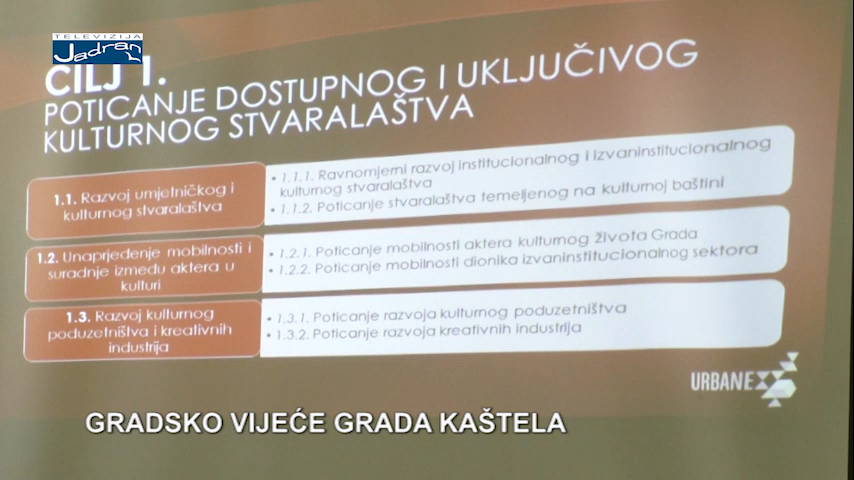 TELEVIZIJA
Jadran
CILJ 1.
POTICANJE DOSTUPNOG I UKLJUČIVOG
KULTURNOG STVARALAŠTVA
1.1. Razvoj umjetničkog i
kulturnog stvaralaštva
• 1.1.1. Ravnomjerni razvoj institucionalnog i izvaninstitucionalnog
kulturnog stvaralaštva
• 1.1.2. Poticanje stvaralaštva temeljenog na kulturnoj baštini
1.2. Unaprjeđenje mobilnosti i
suradnje između aktera u
kulturi
• 1.2.1. Poticanje mobilnosti aktera kulturnog života Grada
• 1.2.2. Poticanje mobilnosti dionika izvaninstitucionalnog sektora
1.3. Razvoj kulturnog
poduzetništva i kreativnih
industrija
• 1.3.1. Poticanje razvoja kulturnog poduzetništva
• 1.3.2. Poticanje razvoja kreativnih industrija
URBANEX
GRADSKO VIJEĆE GRADA KAŠTELA